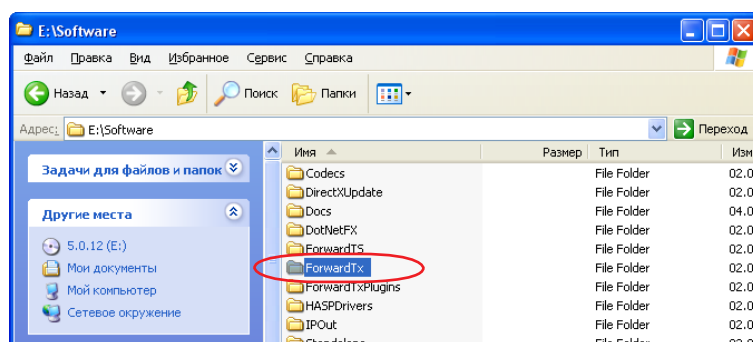 E:\Software
Файл Правка Вид Избранное Сервис Справка
Назад Поиск Папки
Адрес: E:\Software Переход
Имя Размер Тип Изм
Задачи для файлов и папок
Codecs File Folder 02.0
DirectXUpdate File Folder 02.0
Другие места
Docs File Folder 04.0
DotNetFX File Folder 02.0
5.0.12 (E:)
ForwardTS File Folder 02.0
Мои документы
ForwardTx File Folder 02.0
Мой компьютер
ForwardTxPlugins File Folder 02.0
Сетевое окружение
HASPDrivers File Folder 02.0
IPOut File Folder 02.0
Standalone File Folder 02.0